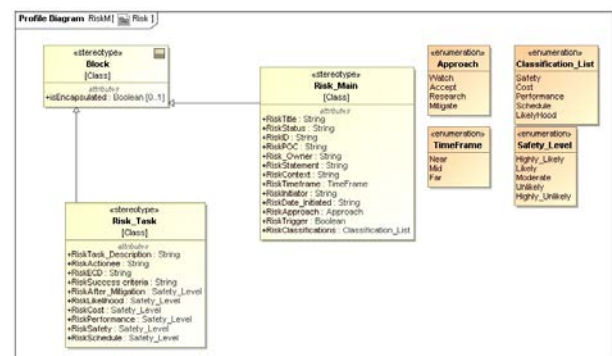 Profile Diagram RiskM[ Risk ]
«stereotype»
Block
[Class]
attributes
+isEncapsulated : Boolean [0..1]
«stereotype»
Risk_Main
[Class]
attributes
+RiskTitle : String
+RiskStatus : String
+RiskID : String
+RiskPOC : String
+Risk_Owner : String
+RiskStatement : String
+RiskContext : String
+RiskTimeframe : TimeFrame
+RiskInitiator : String
+RiskDate_initiated : String
+RiskApproach : Approach
+RiskTrigger : Boolean
+RiskClassifications : Classification_List
«enumeration»
Approach
Watch
Accept
Research
Mitigate
«enumeration»
Classification_List
Safety
Cost
Performance
Schedule
LikelyHood
«enumeration»
TimeFrame
Near
Mid
Far
«enumeration»
Safety_Level
Highly_Likely
Likely
Moderate
Unlikely
Highly_Unlikely
«stereotype»
Risk_Task
[Class]
attributes
+RiskTask_Description : String
+RiskActionee : String
+RiskECD : String
+RiskSuccess criteria : String
+RiskAfter_Mitigation : Safety_Level
+RiskLikelihood : Safety_Level
+RiskCost : Safety_Level
+RiskPerformance : Safety_Level
+RiskSafety : Safety_Level
+RiskSchedule : Safety_Level